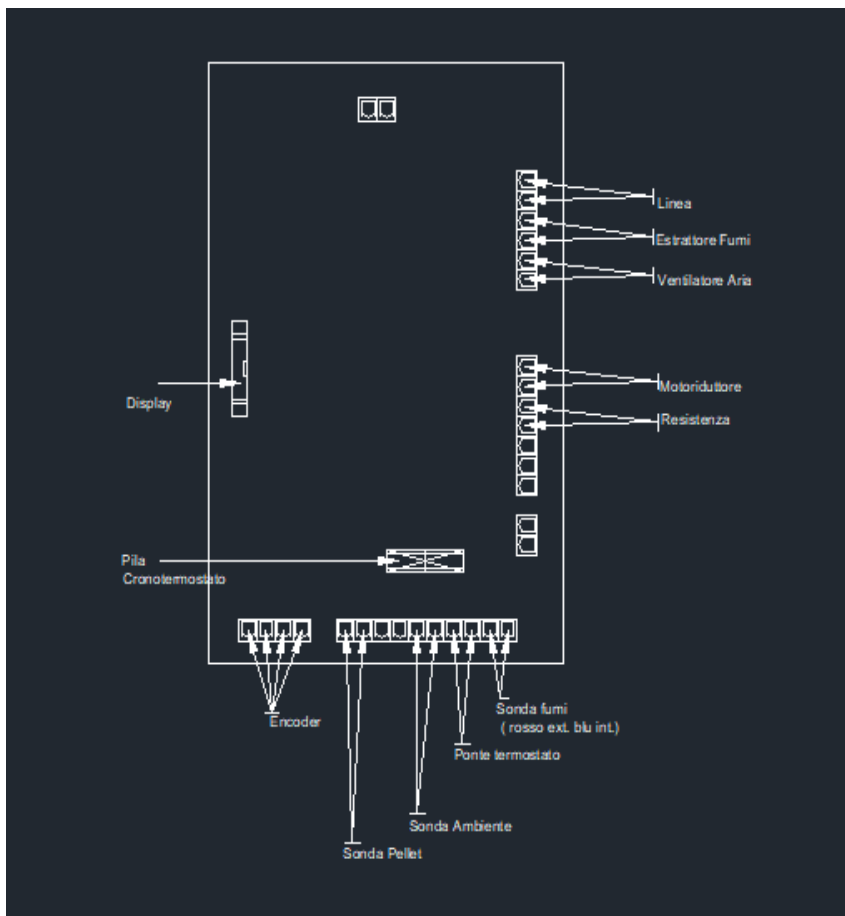 Linea
Estrattore Fumi
Ventilatore Aria
Display
Motoriduttore
Resistenza
Pila
Cronotermostato
Encoder
Sonda fumi
( rosso ext. blu int.)
Ponte termostato
Sonda Ambiente
Sonda Pellet